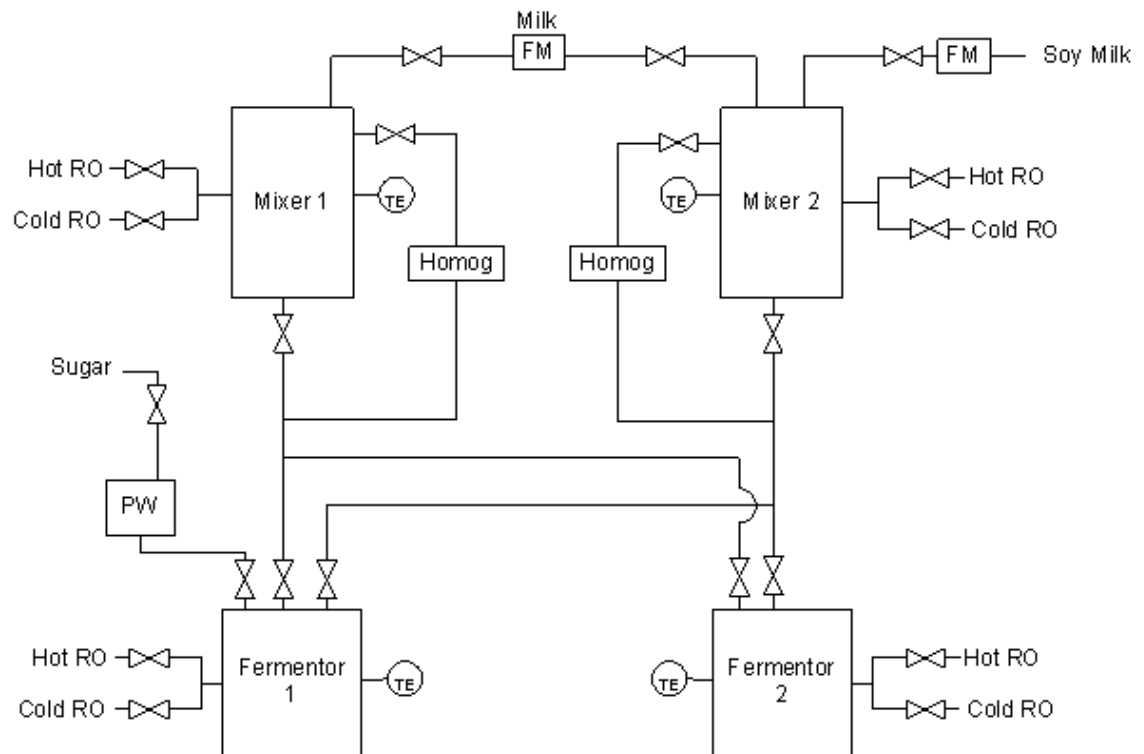 Milk
FM
FM
Soy Milk
Hot RO
Cold RO
Mixer 1
TE
TE
Mixer 2
Hot RO
Cold RO
Homog
Homog
Sugar
PW
Hot RO
Cold RO
Fermentor
1
TE
TE
Fermentor
2
Hot RO
Cold RO